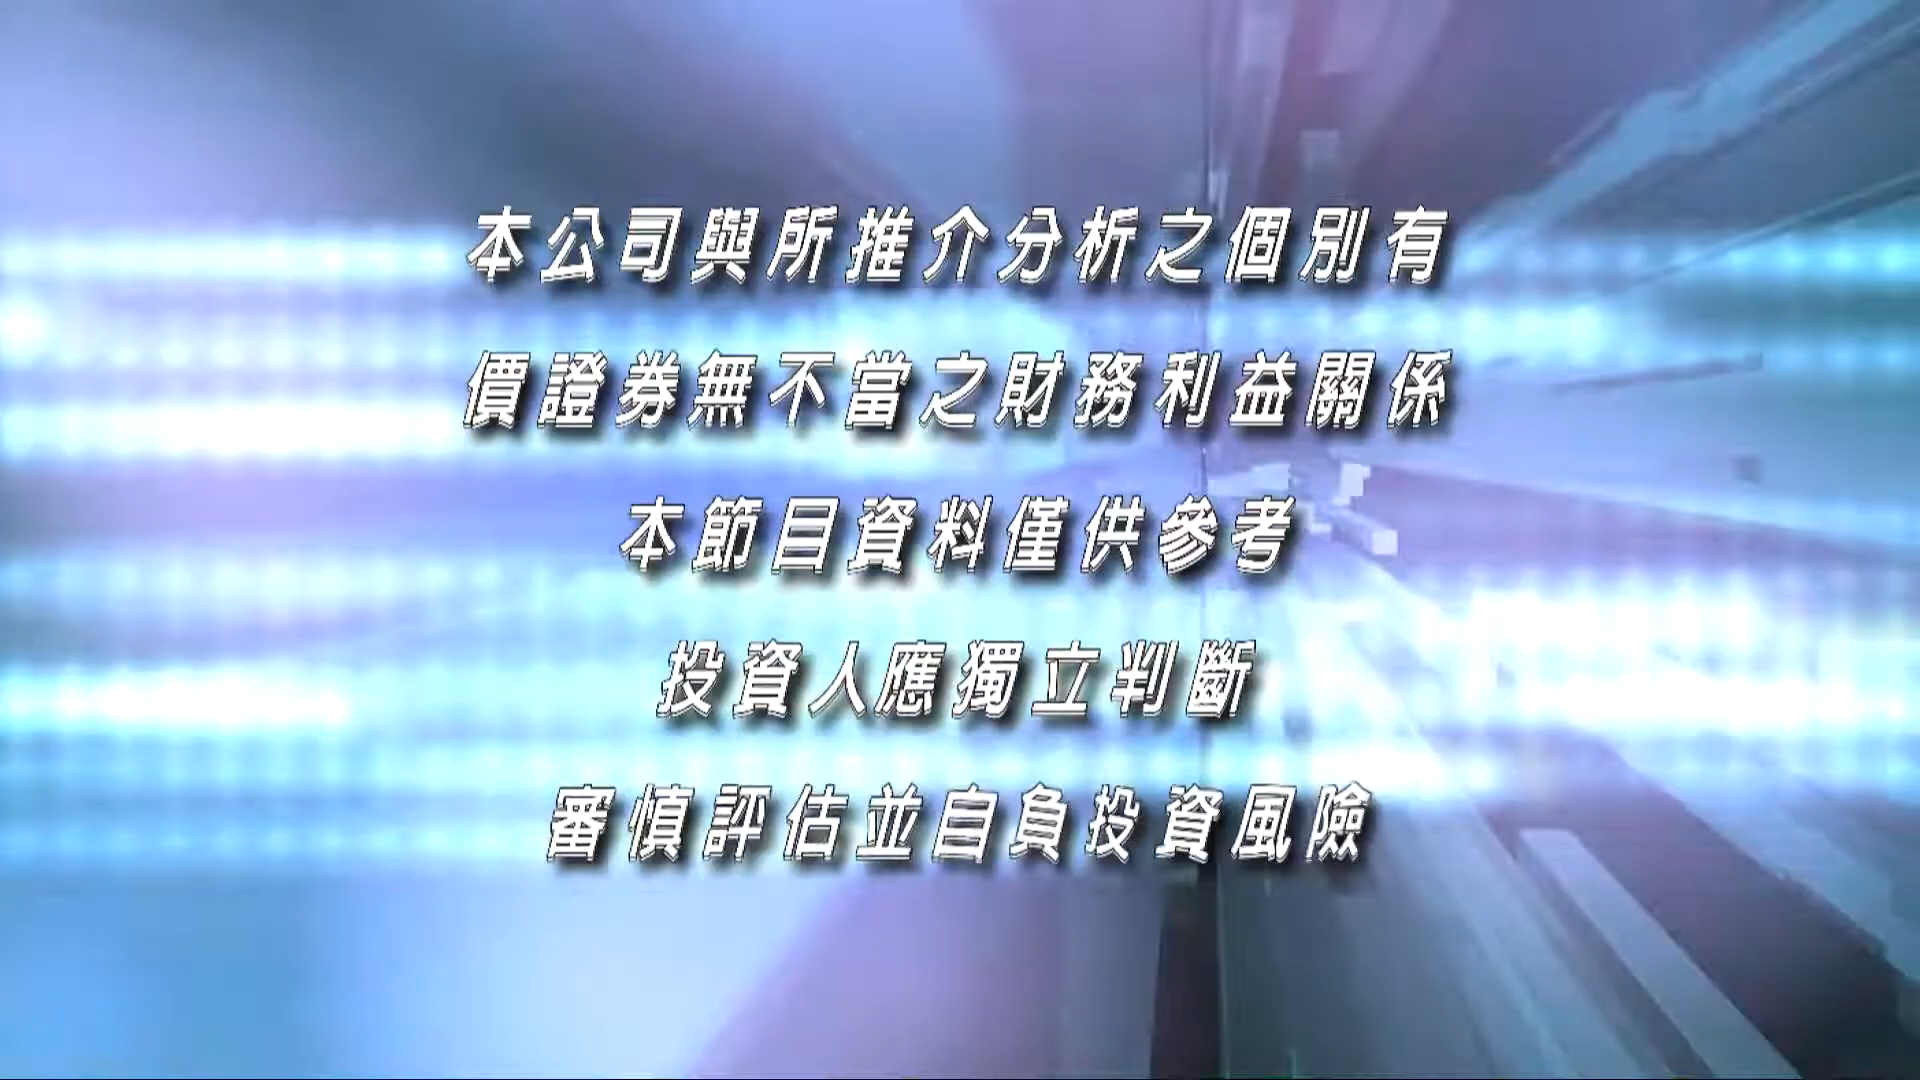 本公司與所推介分析之個別有
價證券無不當之財務利益關係
本節目資料僅供參考
投資人應獨立判斷
審慎評估並自負投資風險